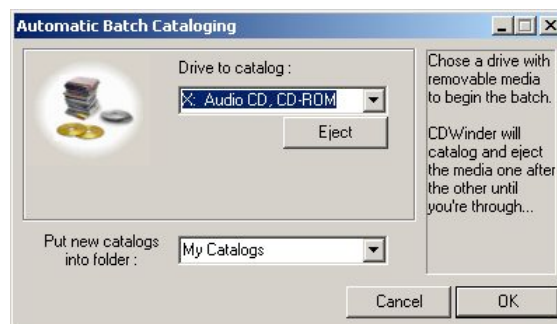 Automatic Batch Cataloging
Drive to catalog :
X: Audio CD, CD-ROM
Eject
Put new catalogs
into folder :
My Catalogs
Chose a drive with
removable media
to begin the batch.
CDWinder will
catalog and eject
the media one after
the other until
you're through...
Cancel
OK